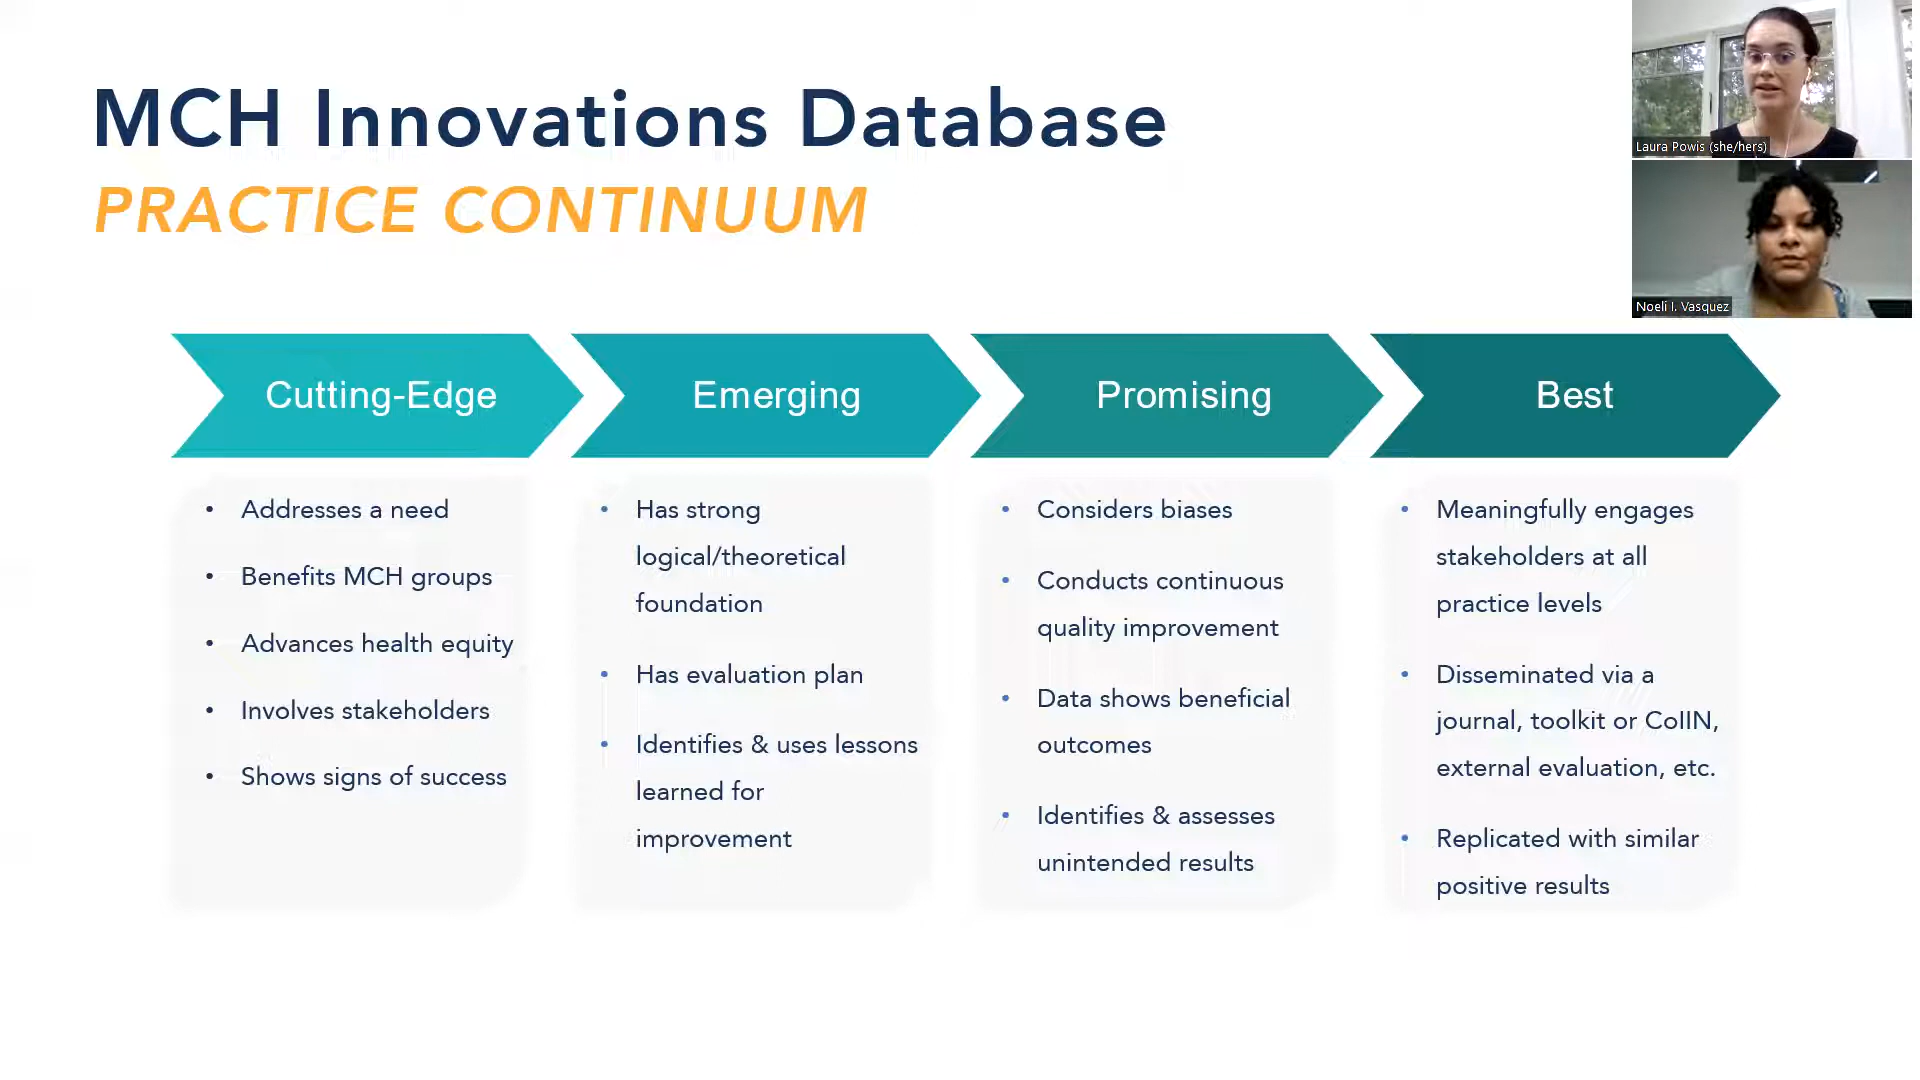 MCH Innovations Database
PRACTICE CONTINUUM
Laura Powis (she/hers)
Noeli I. Vasquez
Cutting-Edge
• Addresses a need
• Benefits MCH groups
• Advances health equity
• Involves stakeholders
• Shows signs of success
Emerging
• Has strong
logical/theoretical
foundation
• Has evaluation plan
• Identifies & uses lessons
learned for
improvement
Promising
• Considers biases
• Conducts continuous
quality improvement
• Data shows beneficial
outcomes
• Identifies & assesses
unintended results
Best
• Meaningfully engages
stakeholders at all
practice levels
• Disseminated via a
journal, toolkit or CoIIN,
external evaluation, etc.
• Replicated with similar
positive results